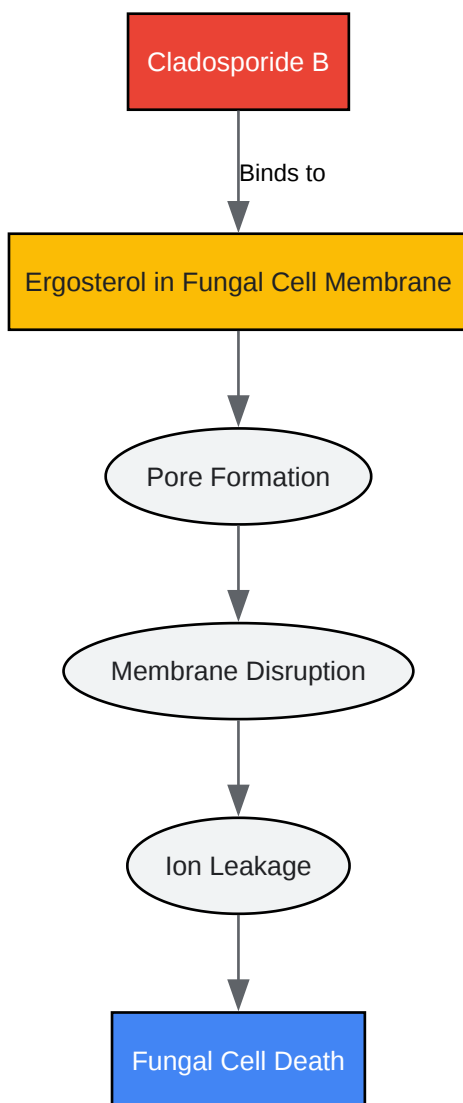 Cladosporide B
Binds to
Ergosterol in Fungal Cell Membrane
Pore Formation
Membrane Disruption
Ion Leakage
Fungal Cell Death